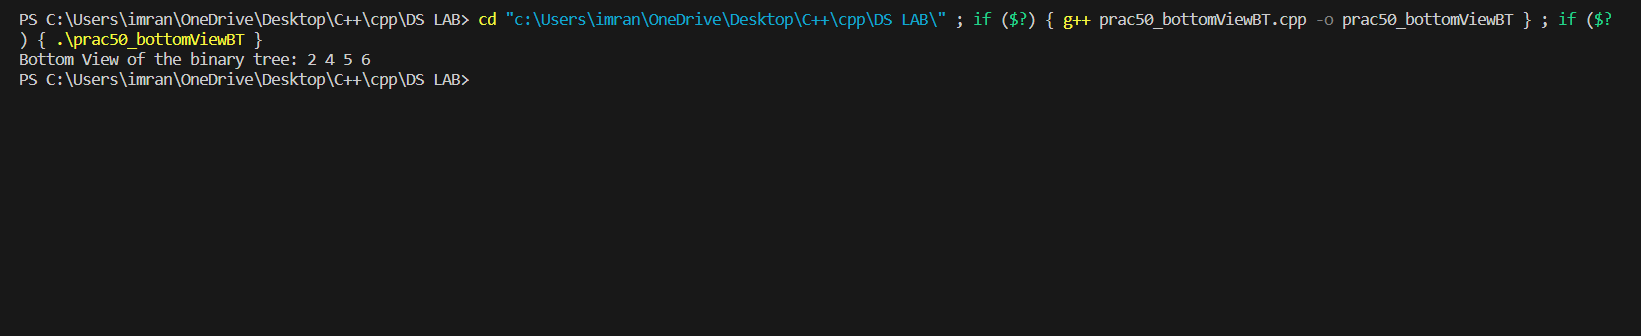 PS C:\Users\imran\OneDrive\Desktop\C++\cpp\DS LAB> cd "c:\Users\imran\OneDrive\Desktop\C++\cpp\DS LAB\" ; if ($?) { g++ prac50_bottomViewBT.cpp -o prac50_bottomViewBT } ; if ($?
) { .\prac50_bottomViewBT }
Bottom View of the binary tree: 2 4 5 6
PS C:\Users\imran\OneDrive\Desktop\C++\cpp\DS LAB>